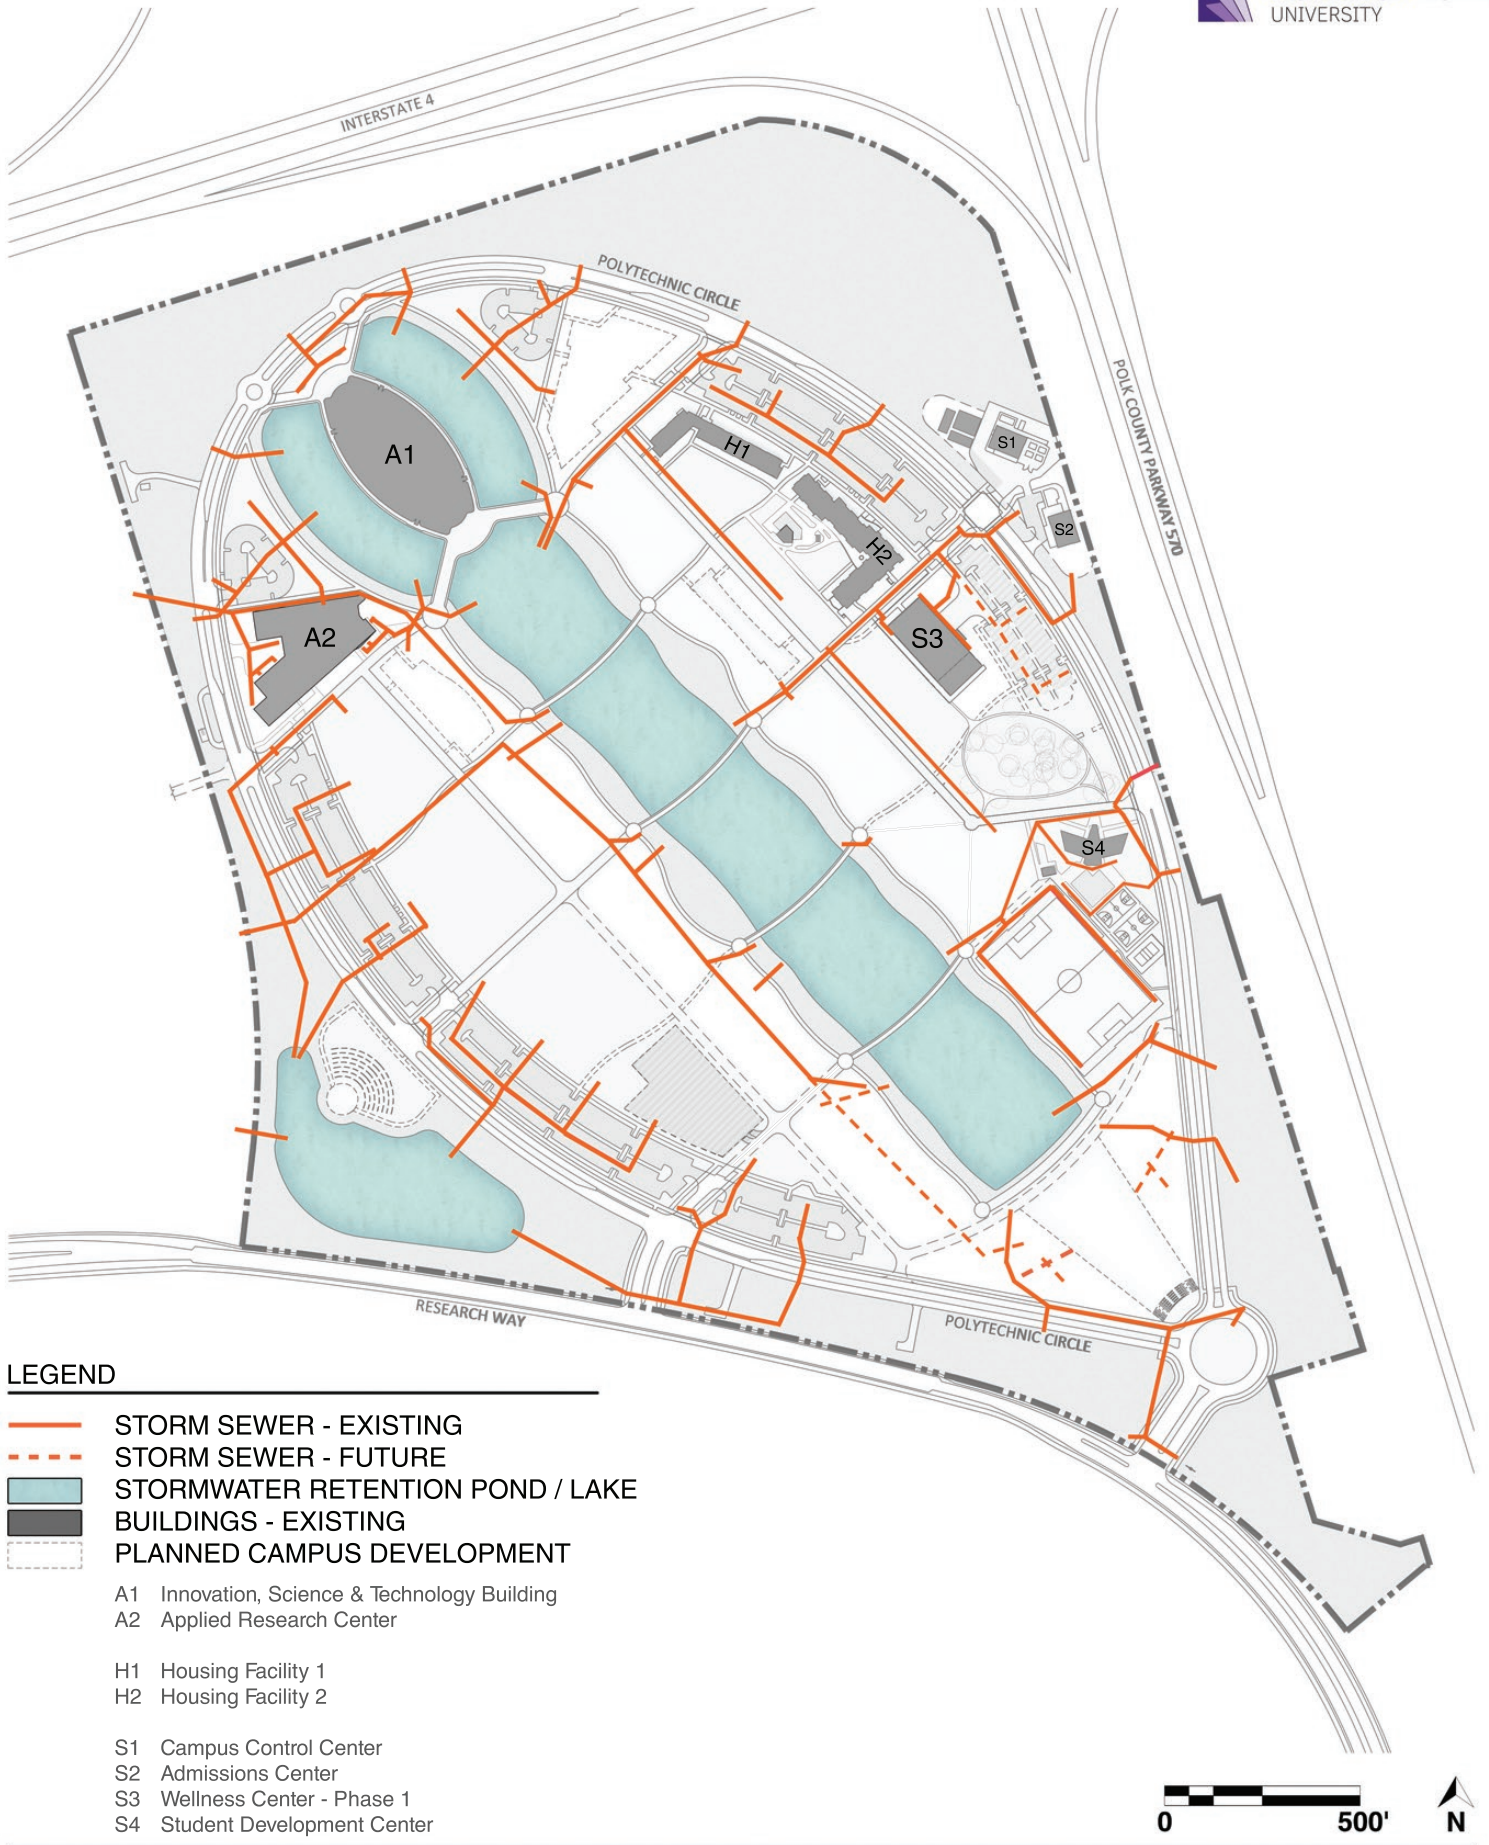 UNIVERSITY
INTERSTATE 4
POLYTECHNIC CIRCLE
POLK COUNTY PARKWAY 570
A1
H1
S1
S2
H2
A2
S3
S4
RESEARCH WAY
POLYTECHNIC CIRCLE
LEGEND
STORM SEWER - EXISTING
STORM SEWER - FUTURE
STORMWATER RETENTION POND / LAKE
BUILDINGS - EXISTING
PLANNED CAMPUS DEVELOPMENT
A1 Innovation, Science & Technology Building
A2 Applied Research Center
H1 Housing Facility 1
H2 Housing Facility 2
S1 Campus Control Center
S2 Admissions Center
S3 Wellness Center - Phase 1
S4 Student Development Center
0 500' N